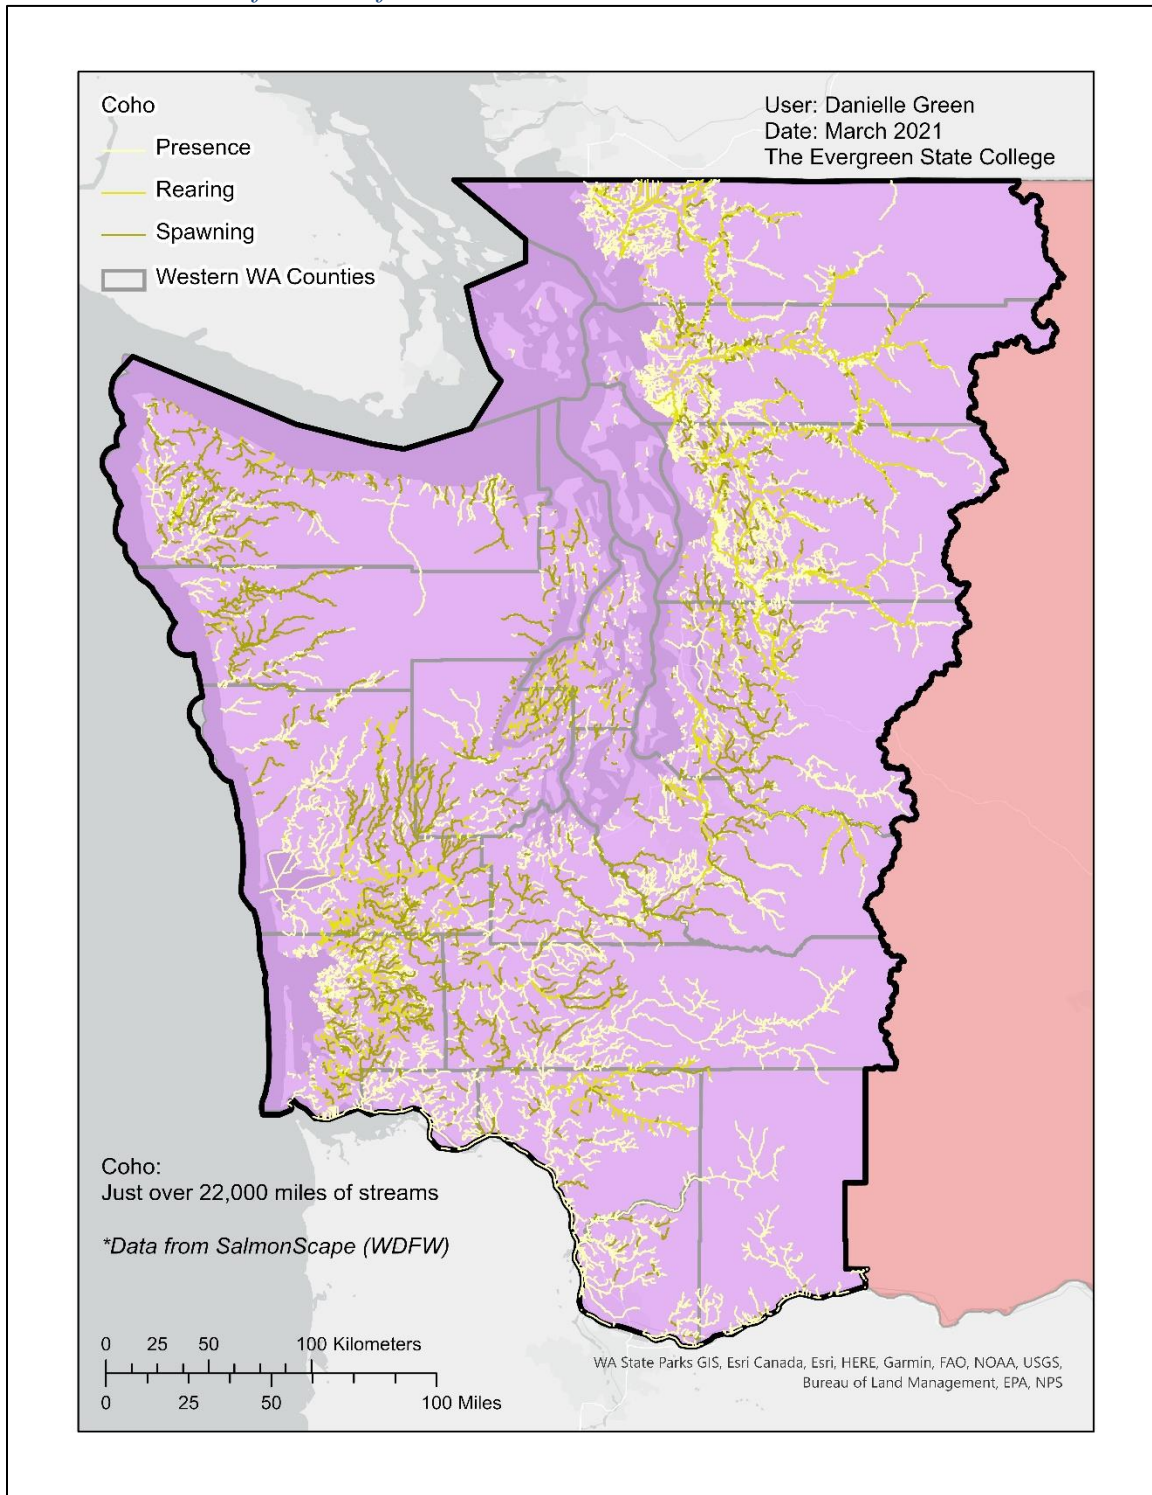 Coho
Presence
Rearing
Spawning
Western WA Counties
User: Danielle Green
Date: March 2021
The Evergreen State College
Coho:
Just over 22,000 miles of streams
*Data from SalmonScape (WDFW)
0 25 50 100 Kilometers
0 25 50 100 Miles
WA State Parks GIS, Esri Canada, Esri, HERE, Garmin, FAO, NOAA, USGS,
Bureau of Land Management, EPA, NPS